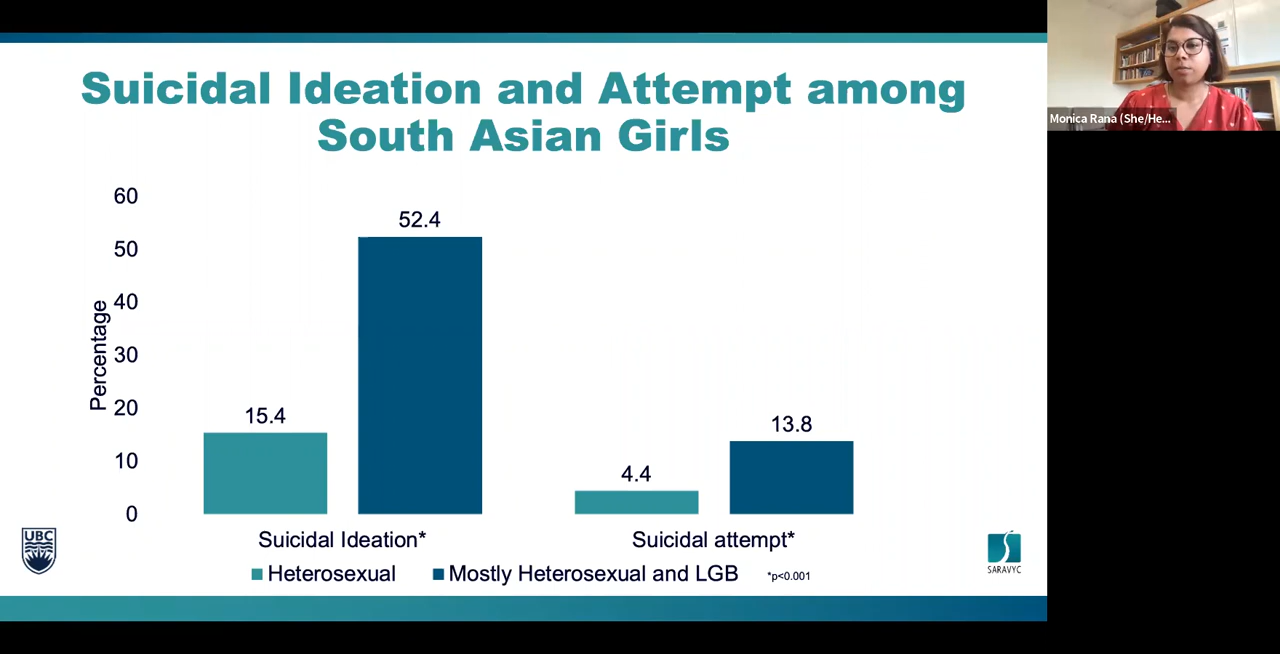 Suicidal Ideation and Attempt among
South Asian Girls
Monica Rana (She/He...
60
50
40
30
20
10
0
Percentage
15.4
52.4
4.4
13.8
Suicidal Ideation*
Suicidal attempt*
Heterosexual
Mostly Heterosexual and LGB
*p<0.001
UBC
SARAVYC